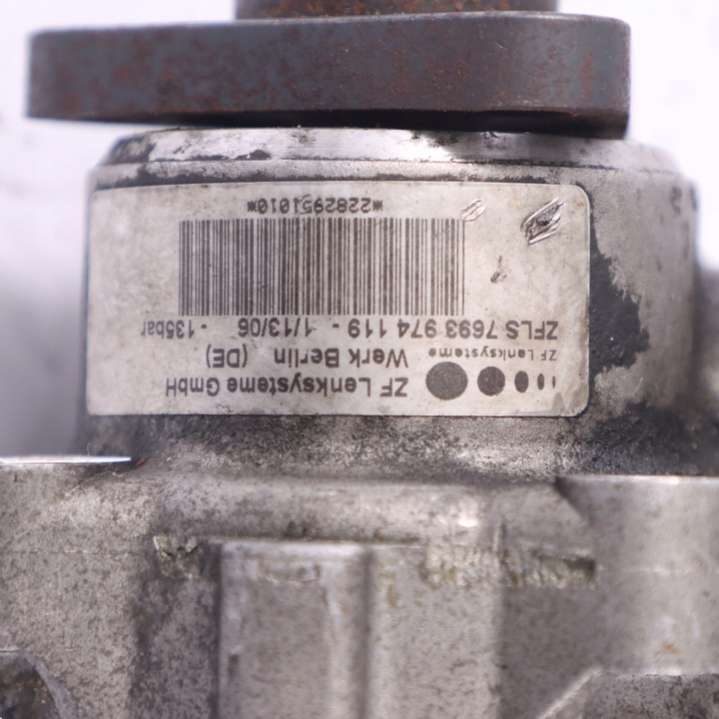 ZF Lenksysteme GmbH
Werk Berlin (DE)
ZF Lenksysteme
ZFLS 7693 974 119 - 1/13/06 - 135bar
*2282951010*